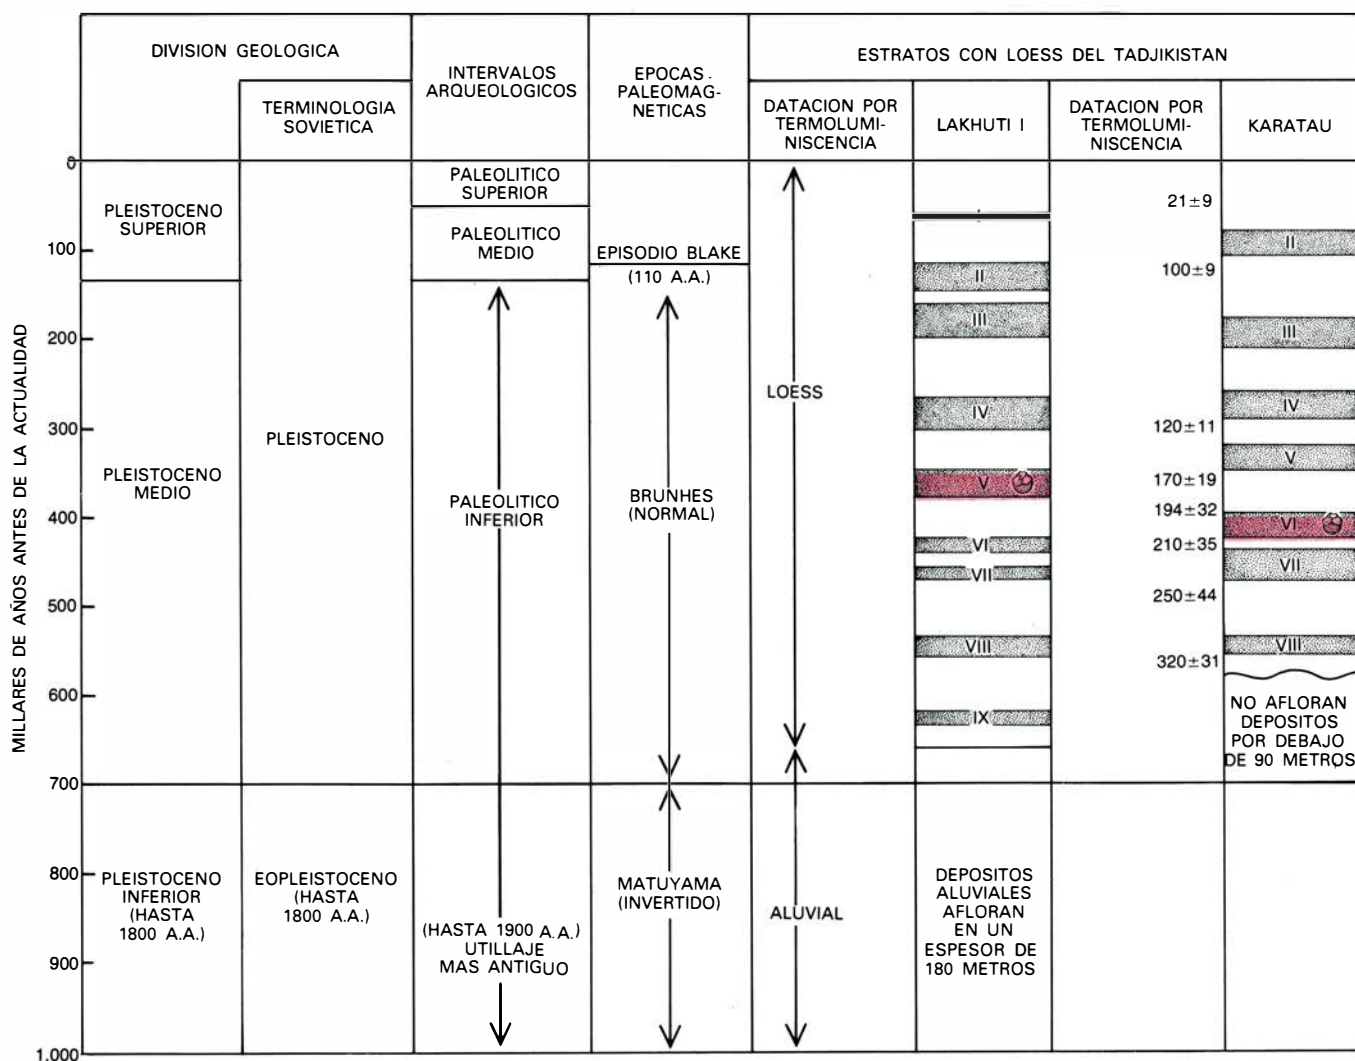 DIVISION GEOLOGICA
TERMINOLOGIA
SOVIETICA
INTERVALOS
ARQUEOLOGICOS
EPOCAS.
PALEOMAG-
NETICAS
ESTRATOS CON LOESS DEL TADJIKISTAN
DATACION POR
TERMOLUMI-
NISCENCIA
LAKHUTI I
DATACION POR
TERMOLUMI-
NISCENCIA
KARATAU
MILLARES DE AÑOS ANTES DE LA ACTUALIDAD
0
100
200
300
400
500
600
700
800
900
1.000
PLEISTOCENO
SUPERIOR
PLEISTOCENO
MEDIO
PLEISTOCENO
INFERIOR
(HASTA
1800 A.A.)
PLEISTOCENO
EOPLEISTOCENO
(HASTA
1800 A.A.)
PALEOLITICO
SUPERIOR
PALEOLITICO
MEDIO
PALEOLITICO
INFERIOR
(HASTA 1900 A.A.)
UTILLAJE
MAS ANTIGUO
EPISODIO BLAKE
(110 A.A.)
BRUNHES
(NORMAL)
MATUYAMA
(INVERTIDO)
LOESS
ALUVIAL
II
III
IV
V
VI
VII
VIII
IX
DEPOSITOS
ALUVIALES
AFLORAN
EN UN
ESPESOR DE
180 METROS
21±9
100±9
120±11
170±19
194±32
210±35
250±44
320±31
II
III
IV
V
VI
VII
VIII
NO AFLORAN
DEPOSITOS
POR DEBAJO
DE 90 METROS